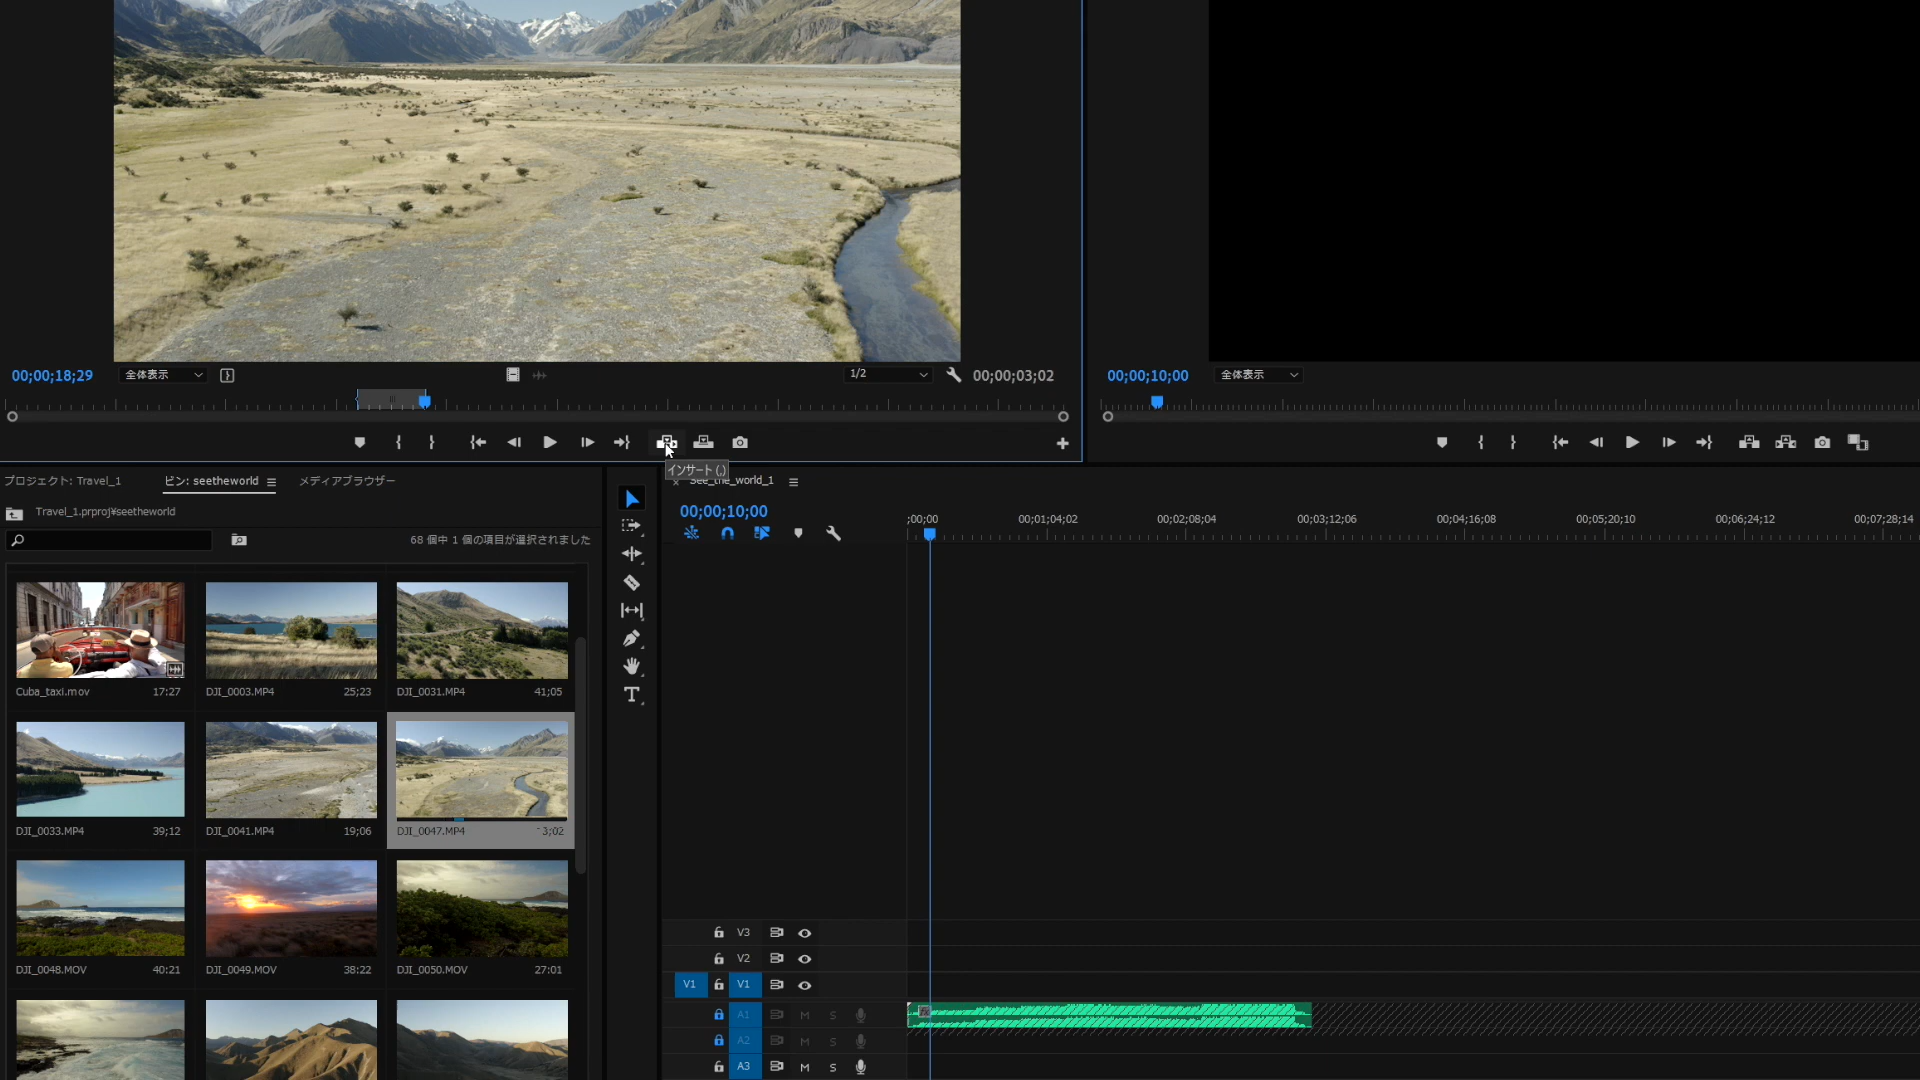 00;00;18;29
全体表示
1/2
00;00;03;02
00;00;10;00
全体表示
インサート (,)
プロジェクト: Travel_1
ビン: seetheworld
メディアブラウザー
See_the_world_1
Travel_1.prproj¥seetheworld
00;00;10;00
;00;00
00;01;04;02
00;02;08;04
00;03;12;06
00;04;16;08
00;05;20;10
00;06;24;12
00;07;28;14
68 個中 1 個の項目が選択されました
Cuba_taxi.mov
17:27
DJI_0003.MP4
25;23
DJI_0031.MP4
41;05
DJI_0033.MP4
39;12
DJI_0041.MP4
19;06
DJI_0047.MP4
3;02
DJI_0048.MOV
40:21
DJI_0049.MOV
38:22
DJI_0050.MOV
27:01
V3
V2
V1
V1
A1
M
S
fx
A2
M
S
A3
M
S